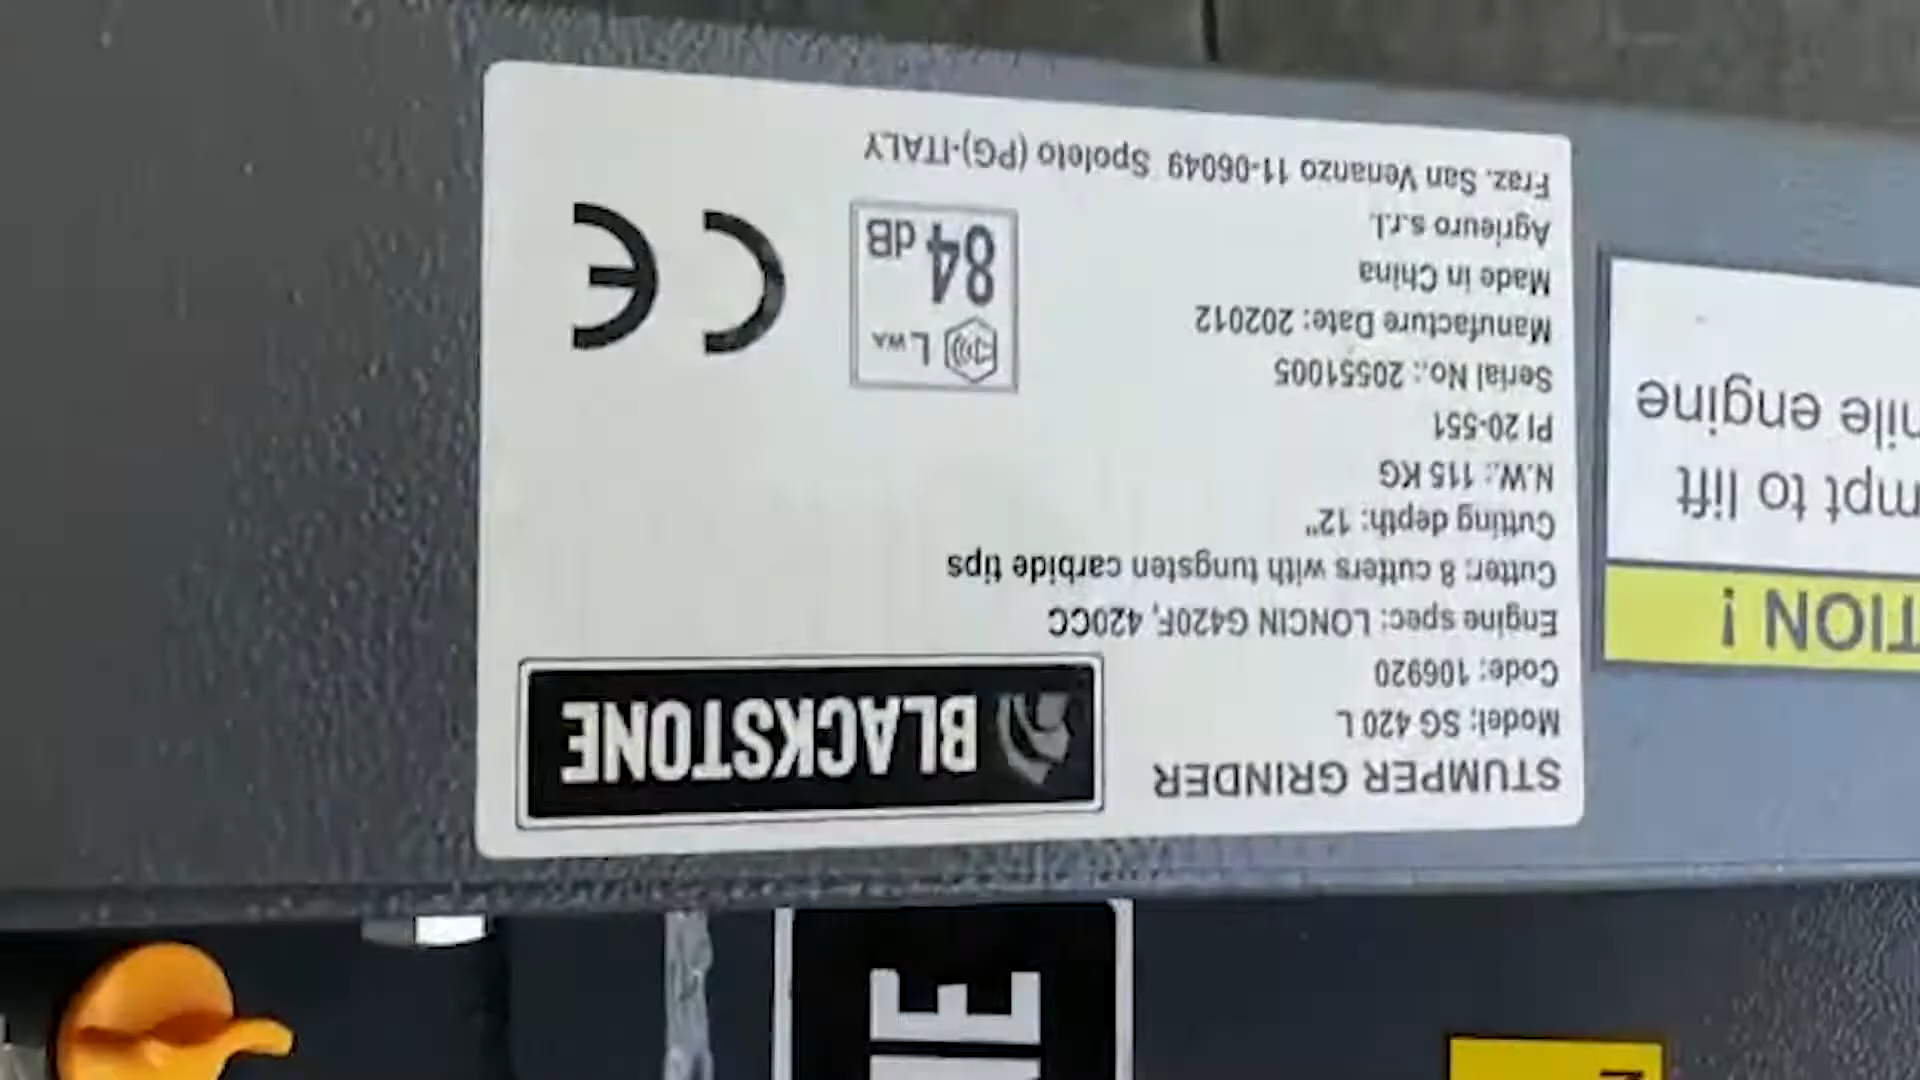 STUMPER GRINDER
BLACKSTONE
Model: SG 420 L
Code: 106920
Engine spec: LONCIN G420F, 420CC
Cutter: 8 cutters with tungsten carbide tips
Cutting depth: 12"
N.W.: 115 KG
PI 20-551
Serial No.: 20551005
Manufacture Date: 202012
Made in China
Agrieuro s.r.l.
Fraz. San Venanzo 11-06049 Spoleto (PG)-ITALY
LWA
84 dB
CE
TION !
mpt to lift
hile engine
NE